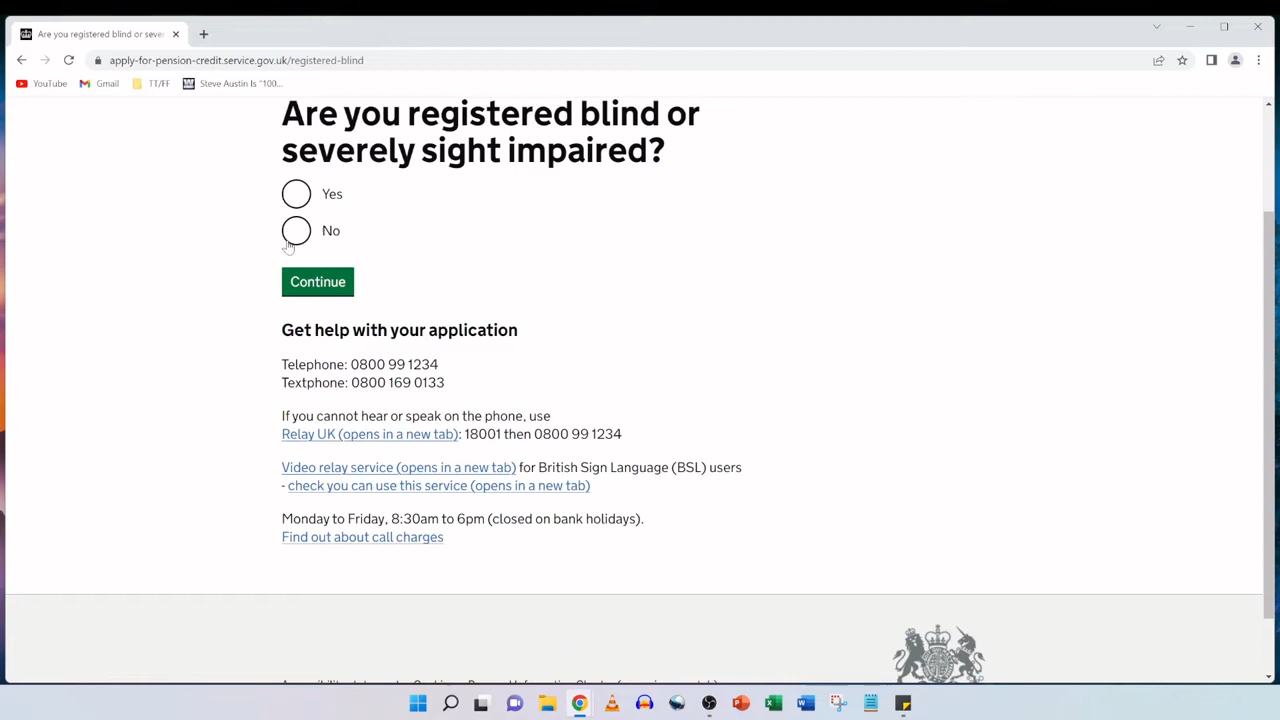 Are you registered blind or seve
apply-for-pension-credit.service.gov.uk/registered-blind
YouTube Gmail TT/FF Steve Austin Is "100...
Are you registered blind or
severely sight impaired?
Yes
No
Continue
Get help with your application
Telephone: 0800 99 1234
Textphone: 0800 169 0133
If you cannot hear or speak on the phone, use
Relay UK (opens in a new tab): 18001 then 0800 99 1234
Video relay service (opens in a new tab) for British Sign Language (BSL) users
- check you can use this service (opens in a new tab)
Monday to Friday, 8:30am to 6pm (closed on bank holidays).
Find out about call charges